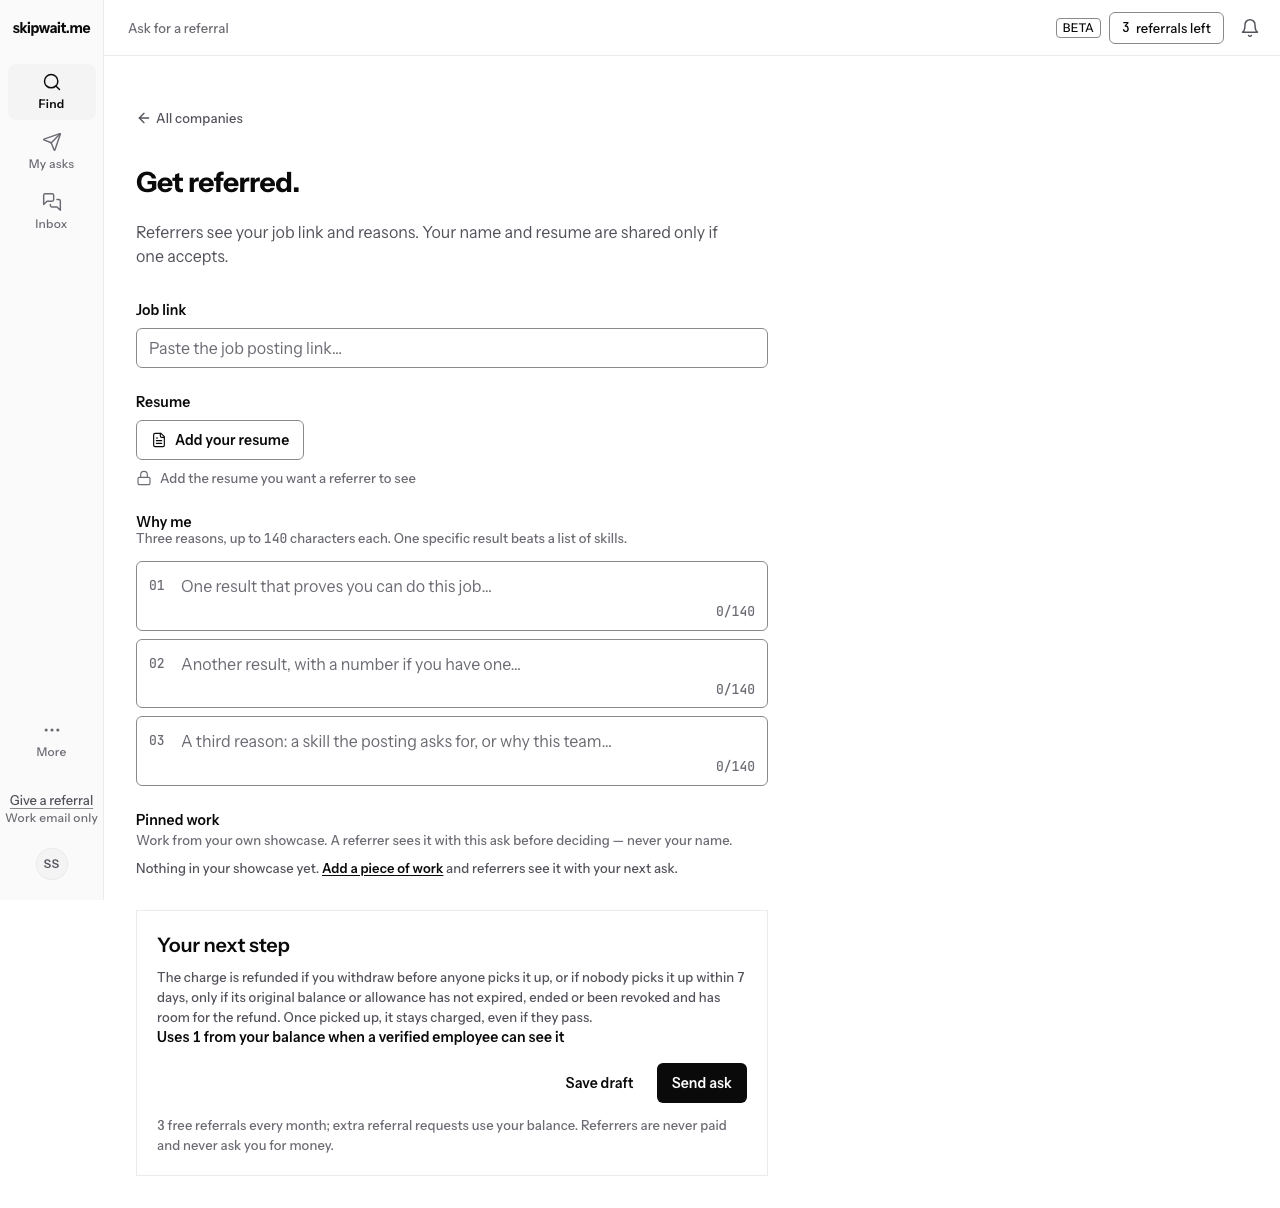 skipwait.me
Ask for a referral
BETA
3 referrals left
Find
My asks
Inbox
More
Give a referral
Work email only
SS
All companies
Get referred.
Referrers see your job link and reasons. Your name and resume are shared only if
one accepts.
Job link
Paste the job posting link...
Resume
Add your resume
Add the resume you want a referrer to see
Why me
Three reasons, up to 140 characters each. One specific result beats a list of skills.
01 One result that proves you can do this job...
0/140
02 Another result, with a number if you have one...
0/140
03 A third reason: a skill the posting asks for, or why this team...
0/140
Pinned work
Work from your own showcase. A referrer sees it with this ask before deciding — never your name.
Nothing in your showcase yet. Add a piece of work and referrers see it with your next ask.
Your next step
The charge is refunded if you withdraw before anyone picks it up, or if nobody picks it up within 7
days, only if its original balance or allowance has not expired, ended or been revoked and has
room for the refund. Once picked up, it stays charged, even if they pass.
Uses 1 from your balance when a verified employee can see it
Save draft
Send ask
3 free referrals every month; extra referral requests use your balance. Referrers are never paid
and never ask you for money.